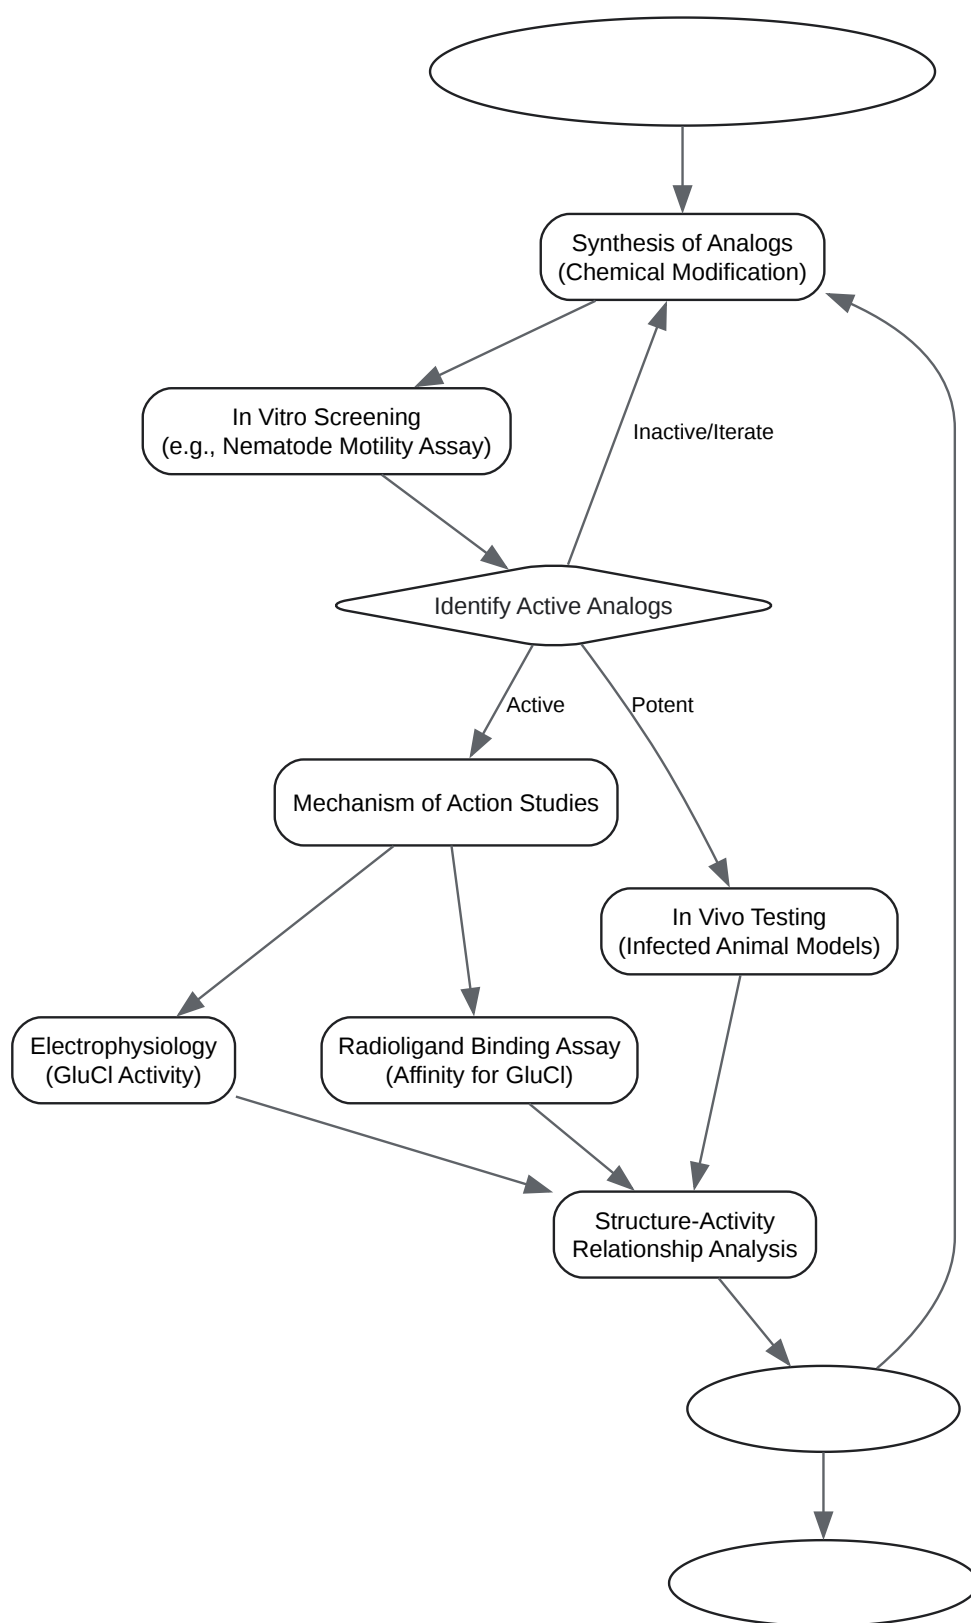 Synthesis of Analogs
(Chemical Modification)
In Vitro Screening
(e.g., Nematode Motility Assay)
Inactive/Iterate
Identify Active Analogs
Active
Potent
Mechanism of Action Studies
In Vivo Testing
(Infected Animal Models)
Electrophysiology
(GluCl Activity)
Radioligand Binding Assay
(Affinity for GluCl)
Structure-Activity
Relationship Analysis